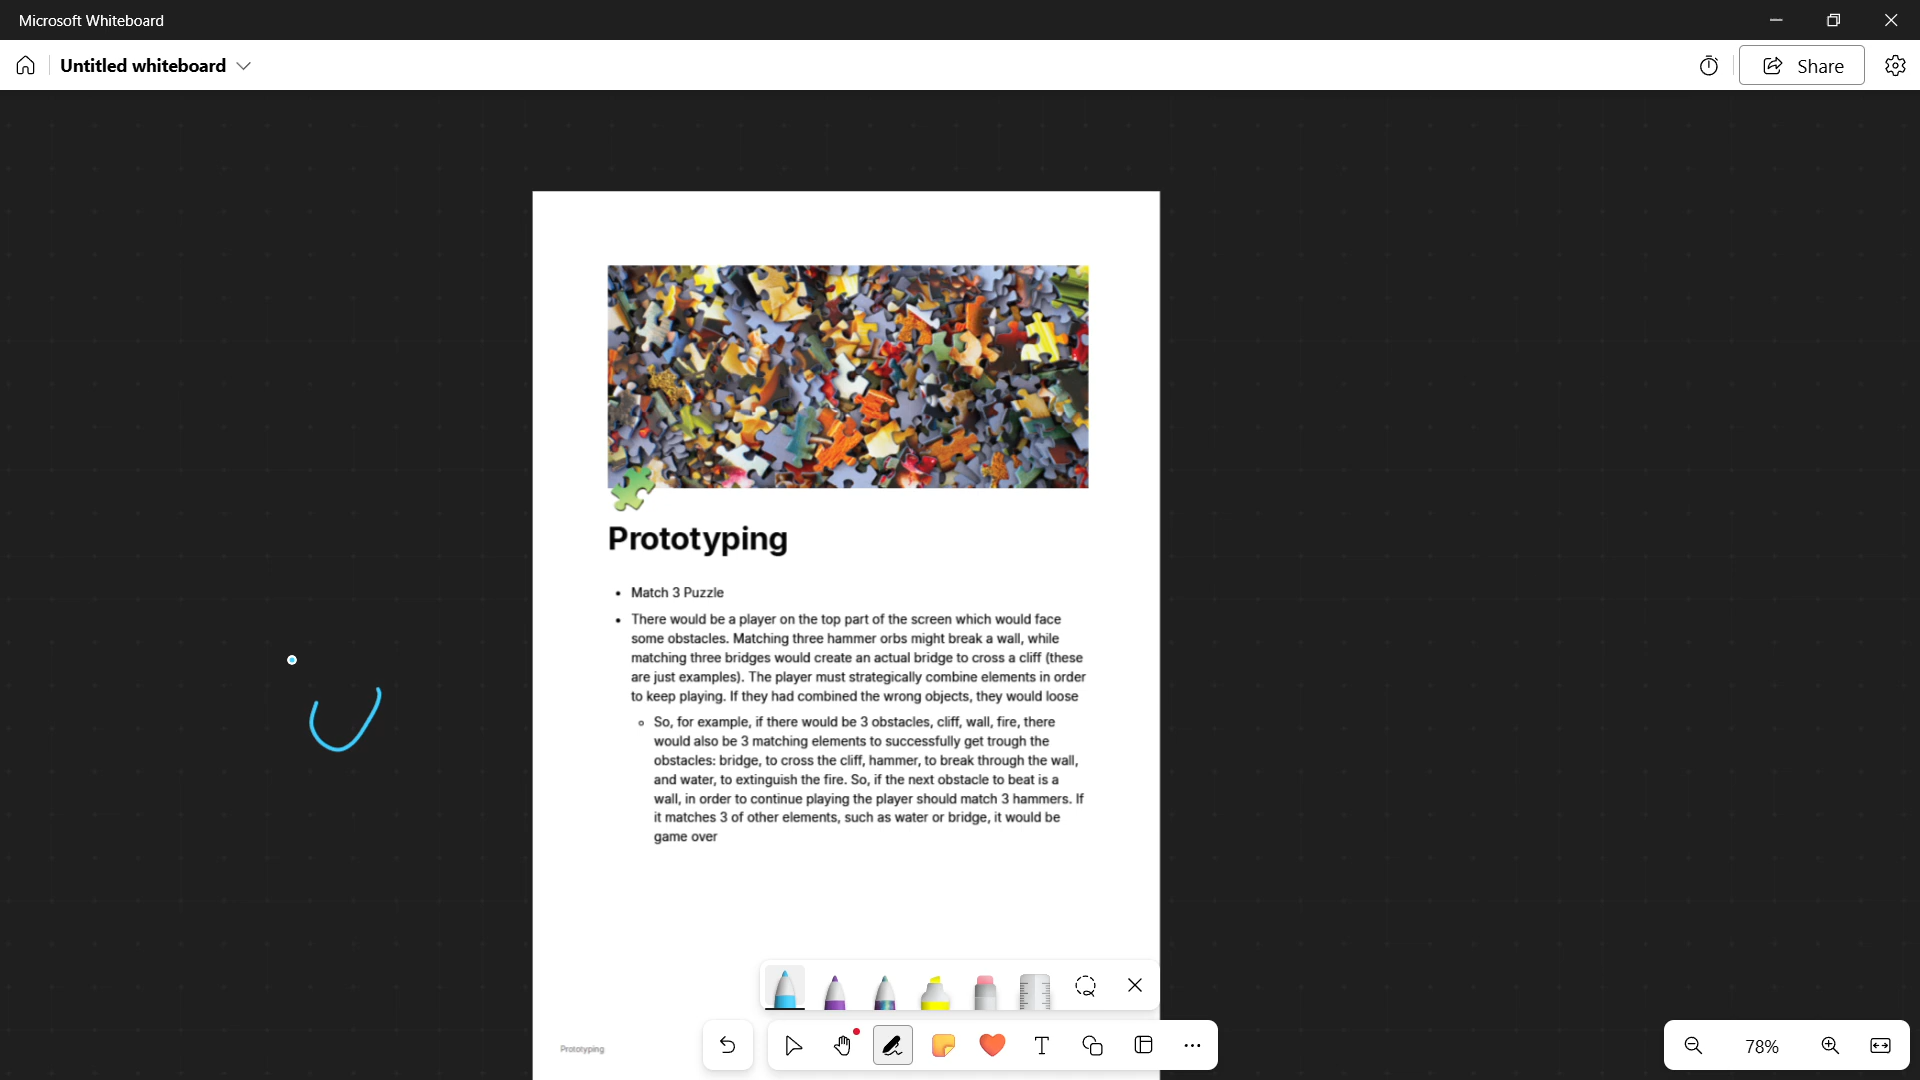 Microsoft Whiteboard
Untitled whiteboard
Share
Prototyping
• Match 3 Puzzle
• There would be a player on the top part of the screen which would face
some obstacles. Matching three hammer orbs might break a wall, while
matching three bridges would create an actual bridge to cross a cliff (these
are just examples). The player must strategically combine elements in order
to keep playing. If they had combined the wrong objects, they would loose
◦ So, for example, if there would be 3 obstacles, cliff, wall, fire, there
would also be 3 matching elements to successfully get trough the
obstacles: bridge, to cross the cliff, hammer, to break through the wall,
and water, to extinguish the fire. So, if the next obstacle to beat is a
wall, in order to continue playing the player should match 3 hammers. If
it matches 3 of other elements, such as water or bridge, it would be
game over
Prototyping
78%